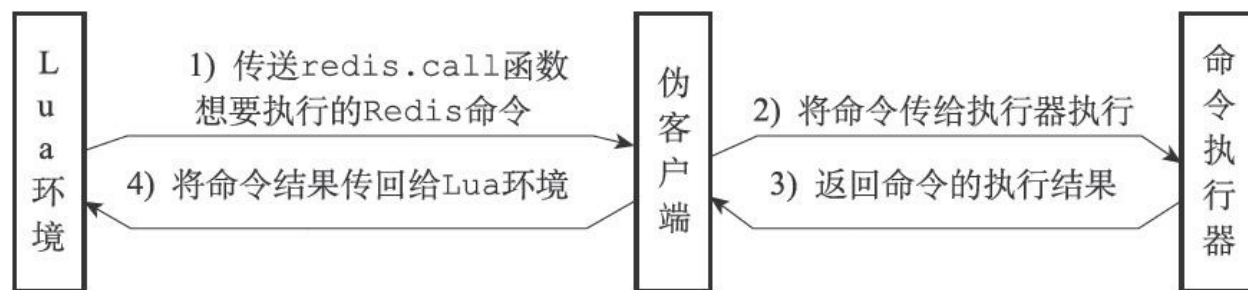 Lua环境
1) 传送redis.call函数
想要执行的Redis命令
4) 将命令结果传回给Lua环境
伪客户端
2) 将命令传给执行器执行
3) 返回命令的执行结果
命令执行器